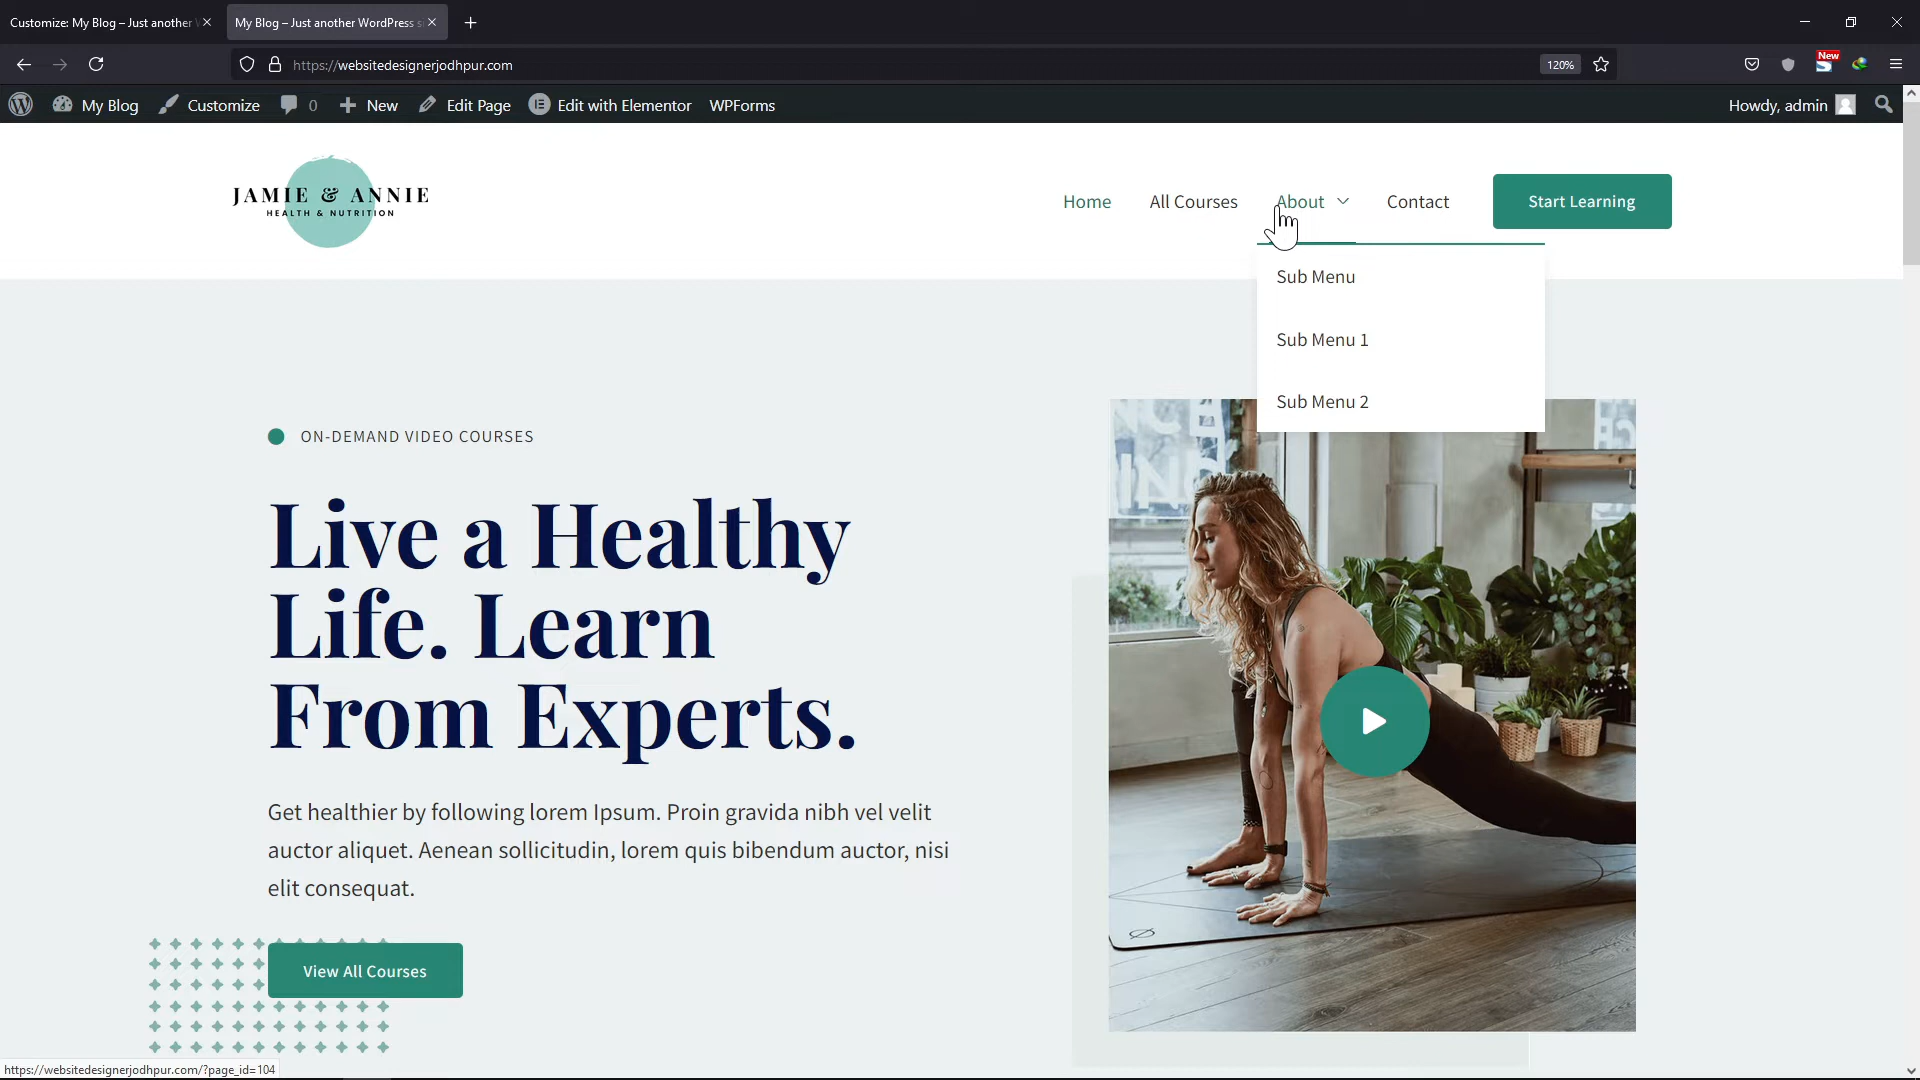 Customize: My Blog – Just another
My Blog – Just another WordPress s
https://websitedesignerjodhpur.com
120%
New
My Blog
Customize
0
New
Edit Page
Edit with Elementor
WPForms
Howdy, admin
JAMIE & ANNIE
HEALTH & NUTRITION
Home
All Courses
About
Contact
Start Learning
Sub Menu
Sub Menu 1
Sub Menu 2
ON-DEMAND VIDEO COURSES
Live a Healthy
Life. Learn
From Experts.
Get healthier by following lorem Ipsum. Proin gravida nibh vel velit
auctor aliquet. Aenean sollicitudin, lorem quis bibendum auctor, nisi
elit consequat.
View All Courses
https://websitedesignerjodhpur.com/?page_id=104